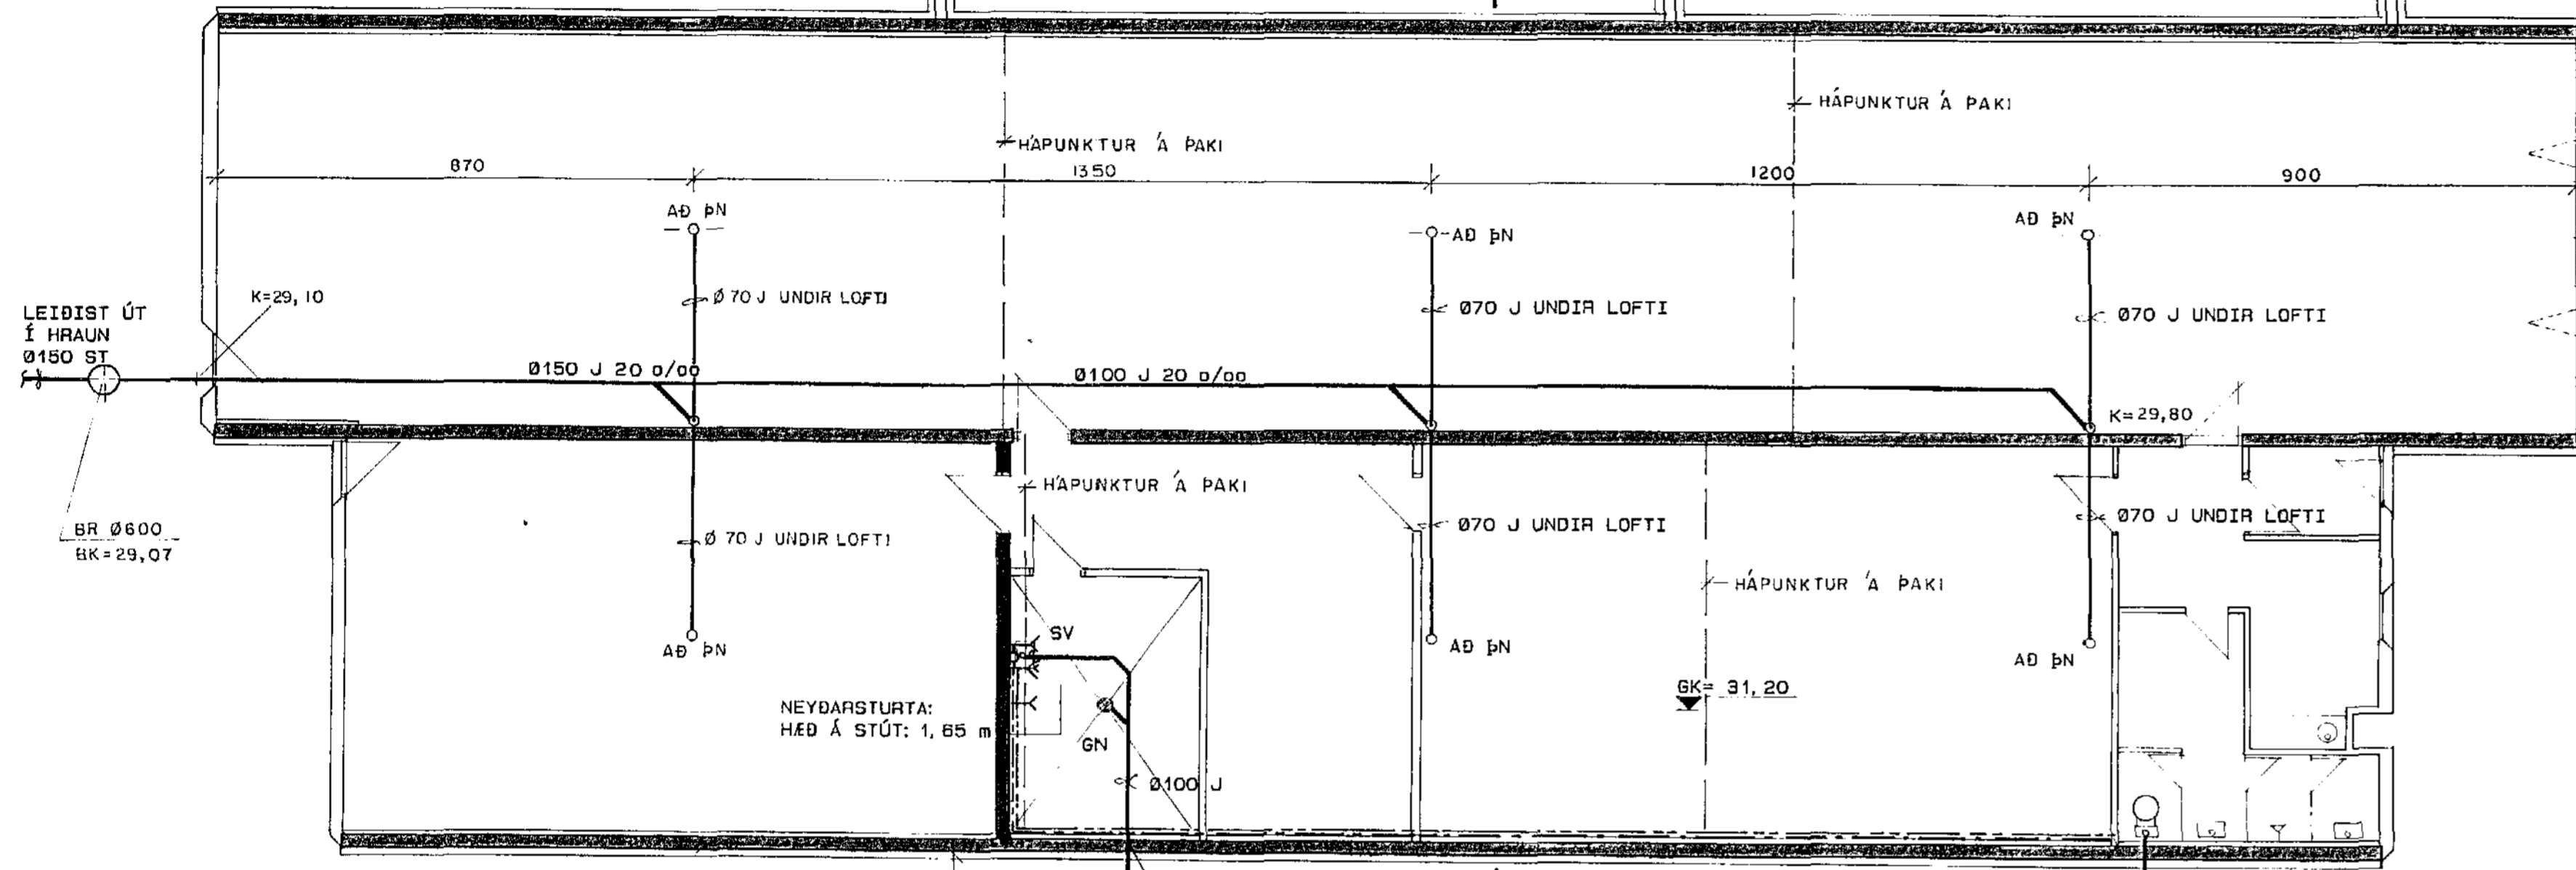 HÁPUNKTUR Á ÞAKI
HÁPUNKTUR Á ÞAKI
870
1350
1200
900
AÐ ÞN
AÐ ÞN
AÐ ÞN
K=29,10
Ø 70 J UNDIR LOFTI
Ø70 J UNDIR LOFTI
Ø70 J UNDIR LOFTI
LEIÐIST ÚT
Í HRAUN
Ø150 ST
Ø150 J 20 o/oo
Ø100 J 20 o/oo
K=29,80
HÁPUNKTUR Á ÞAKI
BR Ø600
BK=29,07
Ø 70 J UNDIR LOFTI
Ø70 J UNDIR LOFTI
Ø70 J UNDIR LOFTI
HÁPUNKTUR Á ÞAKI
SV
AÐ ÞN
AÐ ÞN
AÐ ÞN
NEYÐARSTURTA:
HÆÐ Á STÚT: 1,65 m
GK= 31,20
GN
Ø100 J